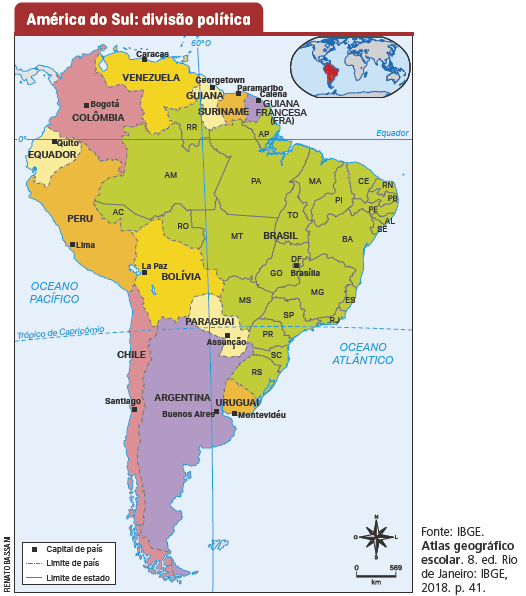 América do Sul: divisão política
60°O
Caracas
VENEZUELA
Georgetown
Paramaribo
Caiena
GUIANA
GUIANA
FRANCESA
(FRA)
SURINAME
Bogotá
COLÔMBIA
RR
AP
Equador
0°
Quito
EQUADOR
AM
PA
MA
CE
RN
PB
PI
PE
AL
SE
AC
TO
PERU
RO
MT
BRASIL
BA
Lima
DF
Brasília
La Paz
BOLÍVIA
GO
MG
ES
OCEANO
PACÍFICO
MS
SP
RJ
PARAGUAI
Trópico de Capricórnio
PR
Assunção
OCEANO
ATLÂNTICO
CHILE
SC
RS
ARGENTINA
Santiago
URUGUAI
Buenos Aires
Montevidéu
N
O
L
S
0 569
km
Capital de país
Limite de país
Limite de estado
RENATO BASSANI
Fonte: IBGE.
Atlas geográfico
escolar. 8. ed. Rio
de Janeiro: IBGE,
2018. p. 41.